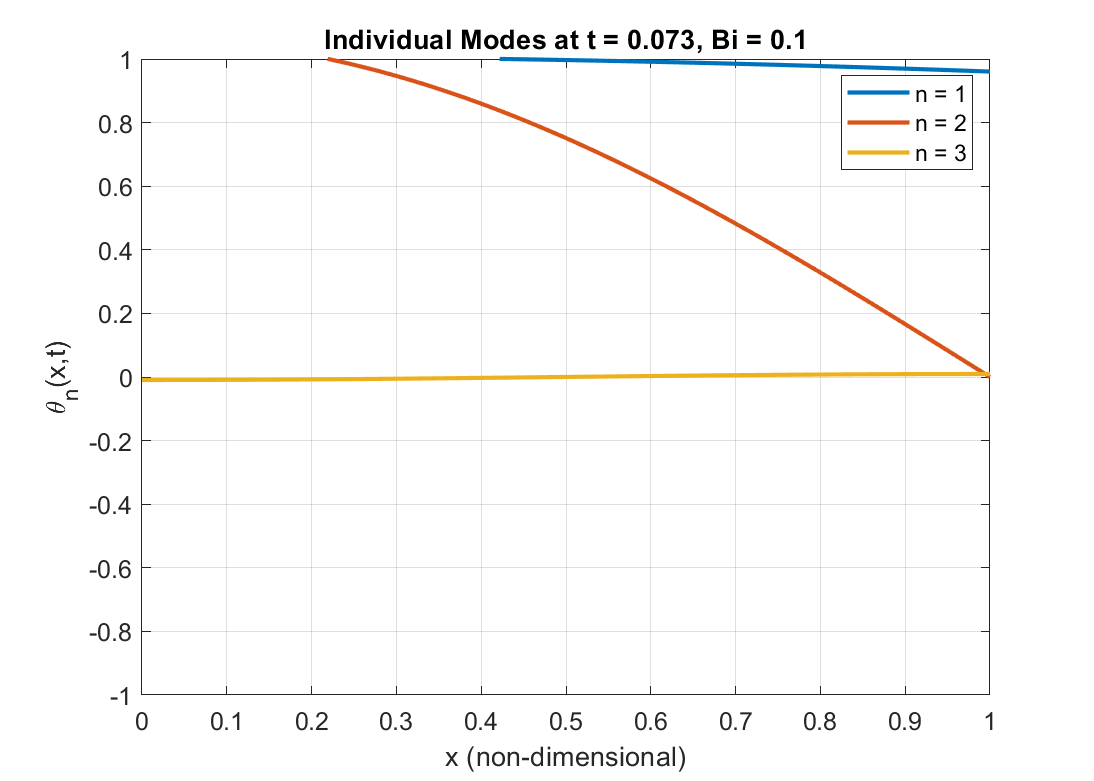 Individual Modes at t = 0.073, Bi = 0.1
1
0.8
0.6
0.4
0.2
0
-0.2
-0.4
-0.6
-0.8
-1
θn(x,t)
n = 1
n = 2
n = 3
0 0.1 0.2 0.3 0.4 0.5 0.6 0.7 0.8 0.9 1
x (non-dimensional)